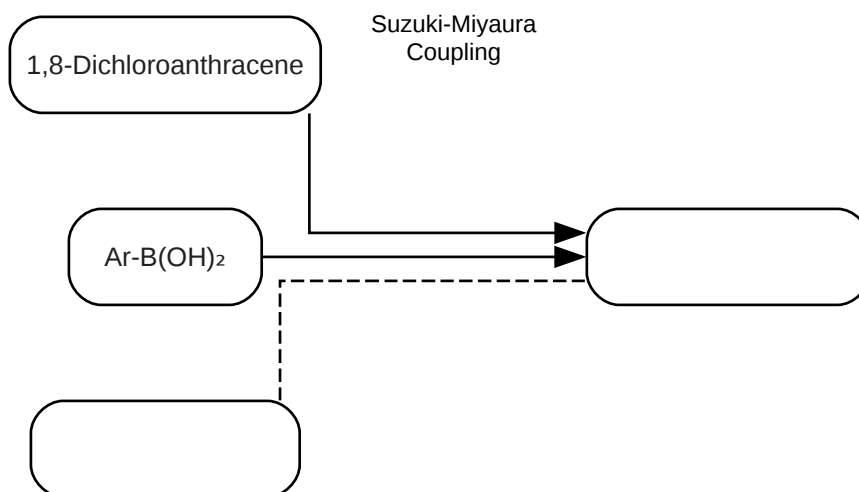 Suzuki-Miyaura
Coupling
1,8-Dichloroanthracene
Ar-B(OH)₂